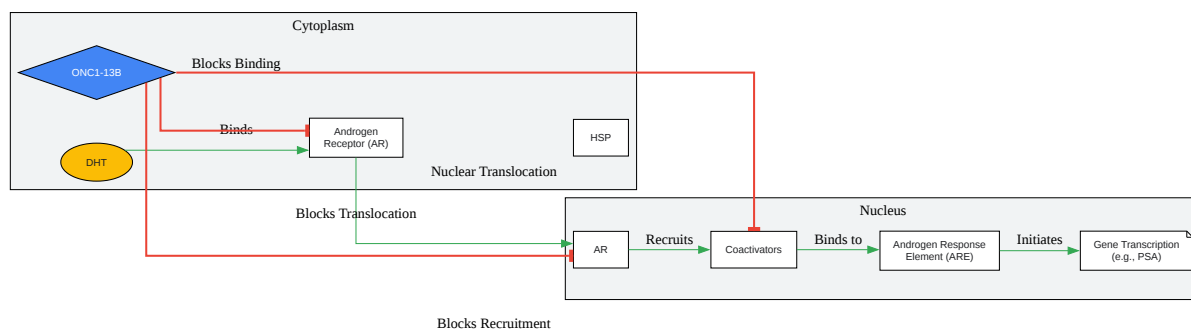 Cytoplasm
ONC1-13B
Blocks Binding
Binds
Androgen
Receptor (AR)
HSP
DHT
Nuclear Translocation
Blocks Translocation
Nucleus
AR
Recruits
Coactivators
Binds to
Androgen Response
Element (ARE)
Initiates
Gene Transcription
(e.g., PSA)
Blocks Recruitment